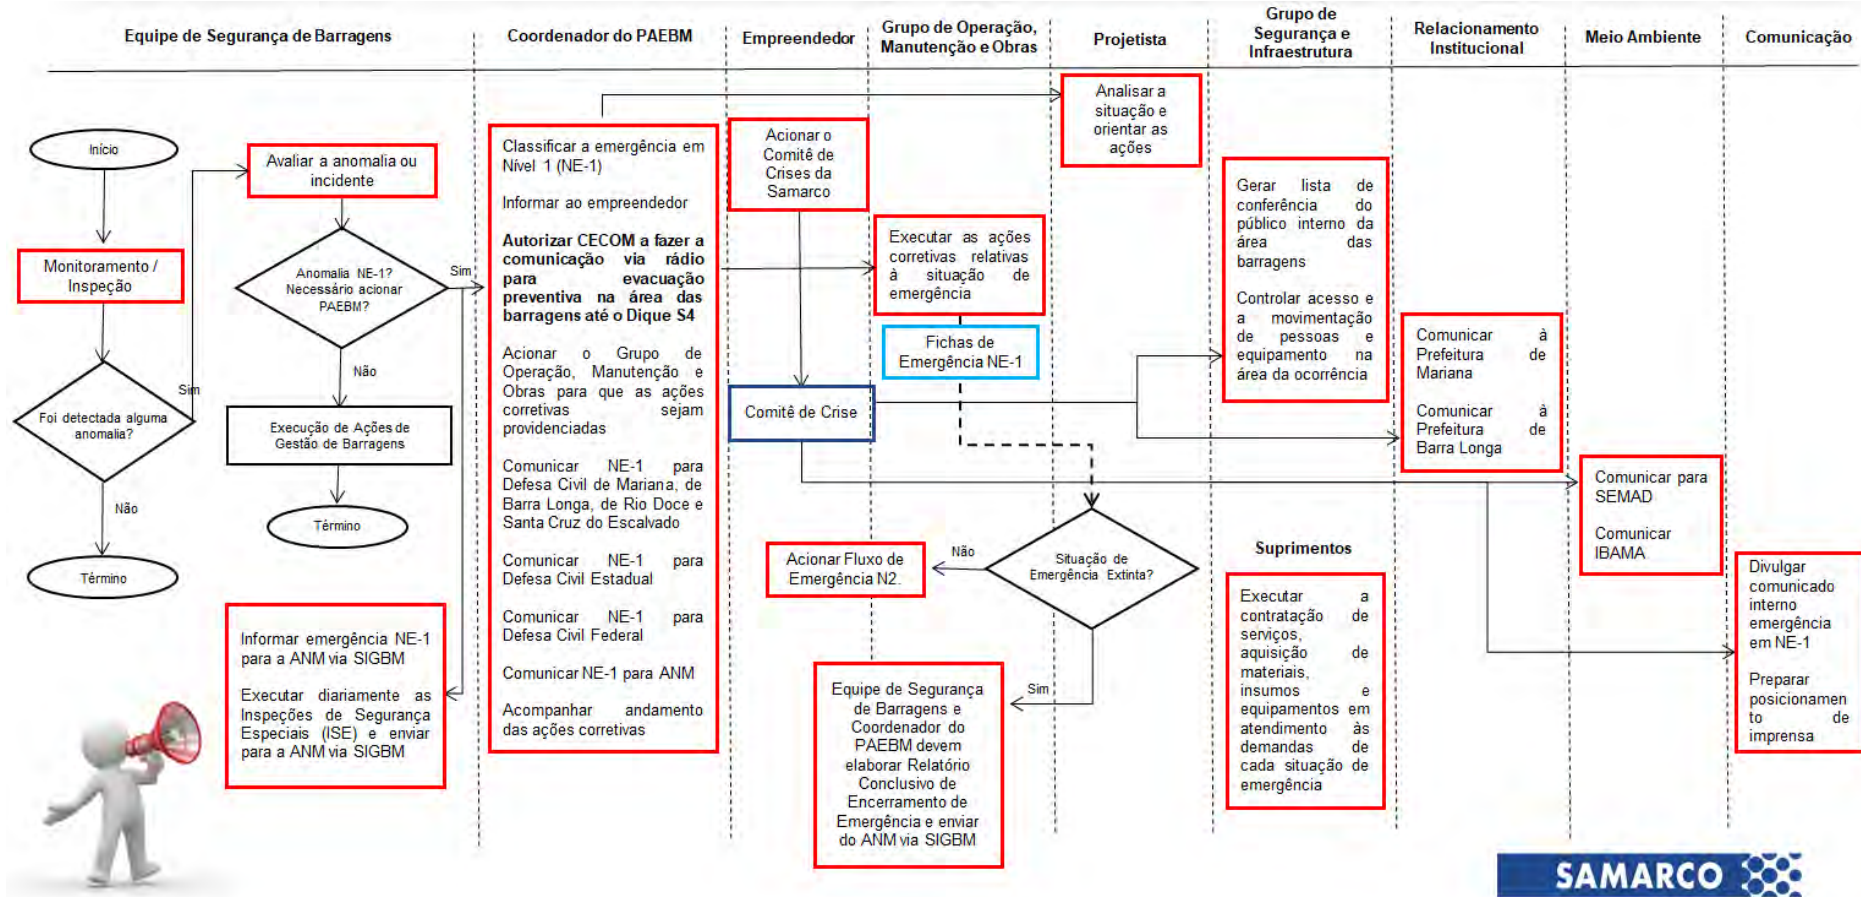 Equipe de Segurança de Barragens
Coordenador do PAEBM
Empreendedor
Grupo de Operação,
Manutenção e Obras
Projetista
Grupo de
Segurança e
Infraestrutura
Relacionamento
Institucional
Meio Ambiente
Comunicação
Início
Monitoramento /
Inspeção
Foi detectada alguma
anomalia?
Sim
Não
Término
Avaliar a anomalia ou
incidente
Anomalia NE-1?
Necessário acionar
PAEBM?
Sim
Não
Execução de Ações de
Gestão de Barragens
Término
Informar emergência NE-1
para a ANM via SIGBM
Executar diariamente as
Inspeções de Segurança
Especiais (ISE) e enviar
para a ANM via SIGBM
Classificar a emergência em
Nível 1 (NE-1)
Informar ao empreendedor
Autorizar CECOM a fazer a
comunicação via rádio
para evacuação
preventiva na área das
barragens até o Dique S4
Acionar o Grupo de
Operação, Manutenção e
Obras para que as ações
corretivas sejam
providenciadas
Comunicar NE-1 para
Defesa Civil de Mariana, de
Barra Longa, de Rio Doce e
Santa Cruz do Escalvado
Comunicar NE-1 para
Defesa Civil Estadual
Comunicar NE-1 para
Defesa Civil Federal
Comunicar NE-1 para ANM
Acompanhar andamento
das ações corretivas
Acionar o
Comitê de
Crises da
Samarco
Comitê de Crise
Executar as ações
corretivas relativas
à situação de
emergência
Fichas de
Emergência NE-1
Analisar a
situação e
orientar as
ações
Situação de
Emergência Extinta?
Não
Acionar Fluxo de
Emergência N2.
Sim
Equipe de Segurança
de Barragens e
Coordenador do
PAEBM devem
elaborar Relatório
Conclusivo de
Encerramento de
Emergência e enviar
do ANM via SIGBM
Gerar lista de
conferência do
público interno da
área das
barragens
Controlar acesso e
a movimentação
de pessoas e
equipamento na
área da ocorrência
Suprimentos
Executar a
contratação de
serviços,
aquisição de
materiais,
insumos e
equipamentos em
atendimento às
demandas de
cada situação de
emergência
Comunicar à
Prefeitura de
Mariana
Comunicar à
Prefeitura de
Barra Longa
Comunicar para
SEMAD
Comunicar
IBAMA
Divulgar
comunicado
interno
emergência
em NE-1
Preparar
posicionamen
to de
imprensa
SAMARCO